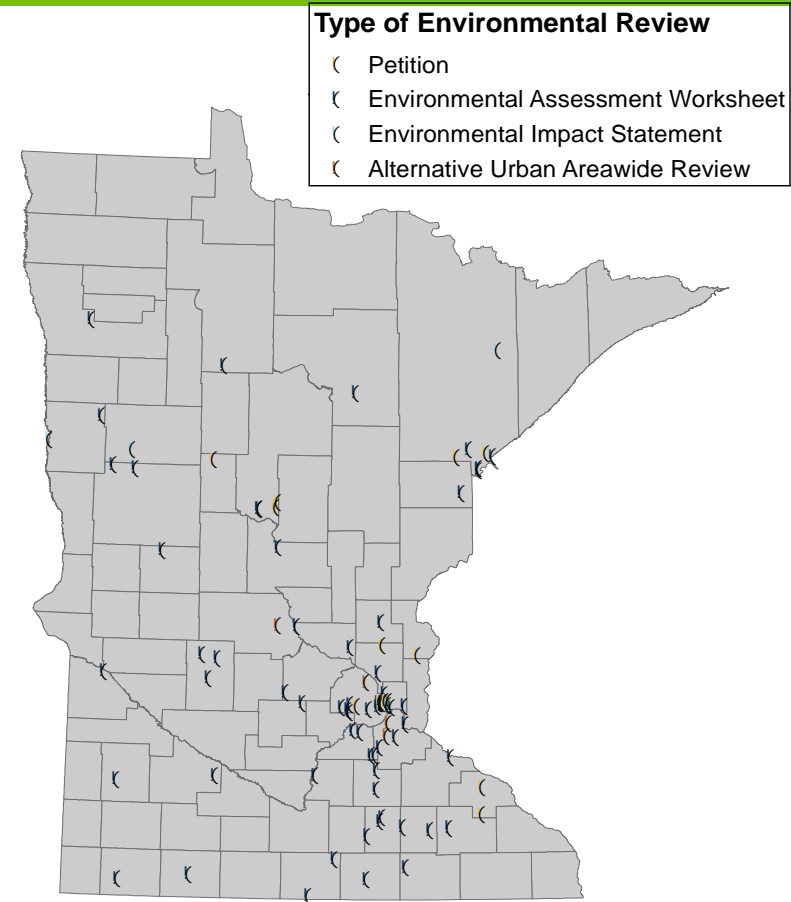 Type of Environmental Review
Petition
Environmental Assessment Worksheet
Environmental Impact Statement
Alternative Urban Areawide Review